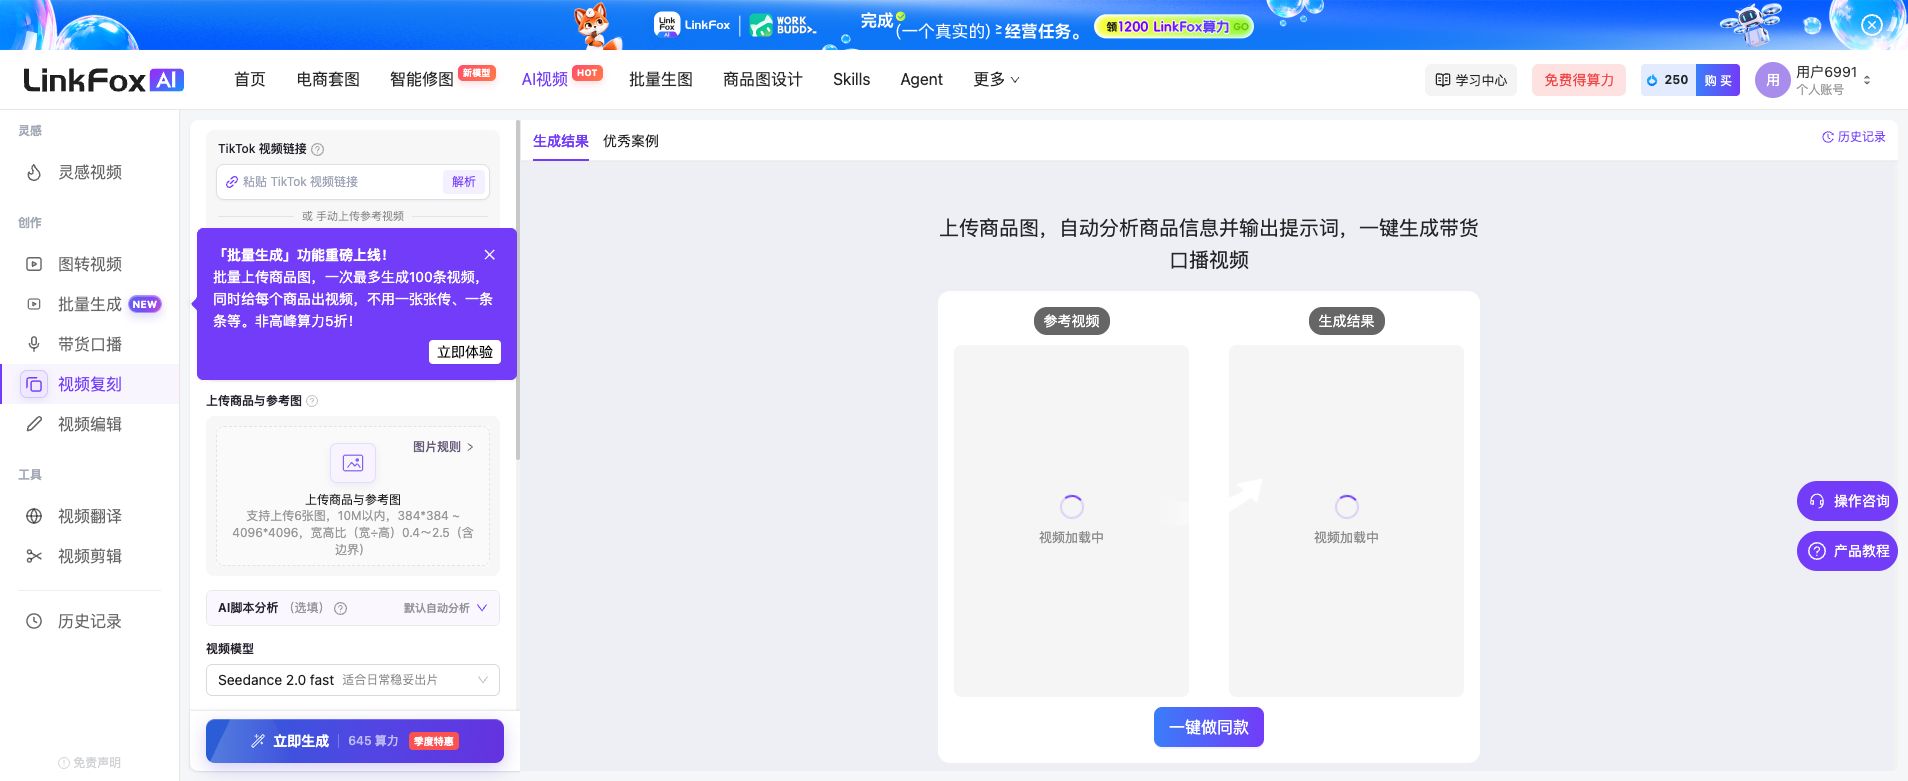 Link Fox AI LinkFox | WORK BUDD>_ 完成 (一个真实的) 经营任务。 领1200 LinkFox算力 GO
LinkFox AI
首页 电商套图 智能修图 新模型 AI视频 HOT 批量生图 商品图设计 Skills Agent 更多
学习中心 免费得算力 250 购买 用 用户6991
个人账号
灵感
灵感视频
创作
图转视频
批量生成 NEW
带货口播
视频复刻
视频编辑
工具
视频翻译
视频剪辑
历史记录
免责声明
TikTok 视频链接
粘贴 TikTok 视频链接 解析
或 手动上传参考视频
「批量生成」功能重磅上线!
批量上传商品图，一次最多生成100条视频，
同时给每个商品出视频，不用一张张传、一条
条等。非高峰算力5折!
立即体验
上传商品与参考图
图片规则 >
上传商品与参考图
支持上传6张图，10M以内，384*384 ~
4096*4096，宽高比（宽÷高）0.4～2.5（含
边界）
AI脚本分析 （选填） 默认自动分析
视频模型
Seedance 2.0 fast 适合日常稳妥出片
立即生成 | 645 算力 季度特惠
生成结果 优秀案例
历史记录
上传商品图，自动分析商品信息并输出提示词，一键生成带货
口播视频
参考视频 生成结果
视频加载中 视频加载中
一键做同款
操作咨询
产品教程